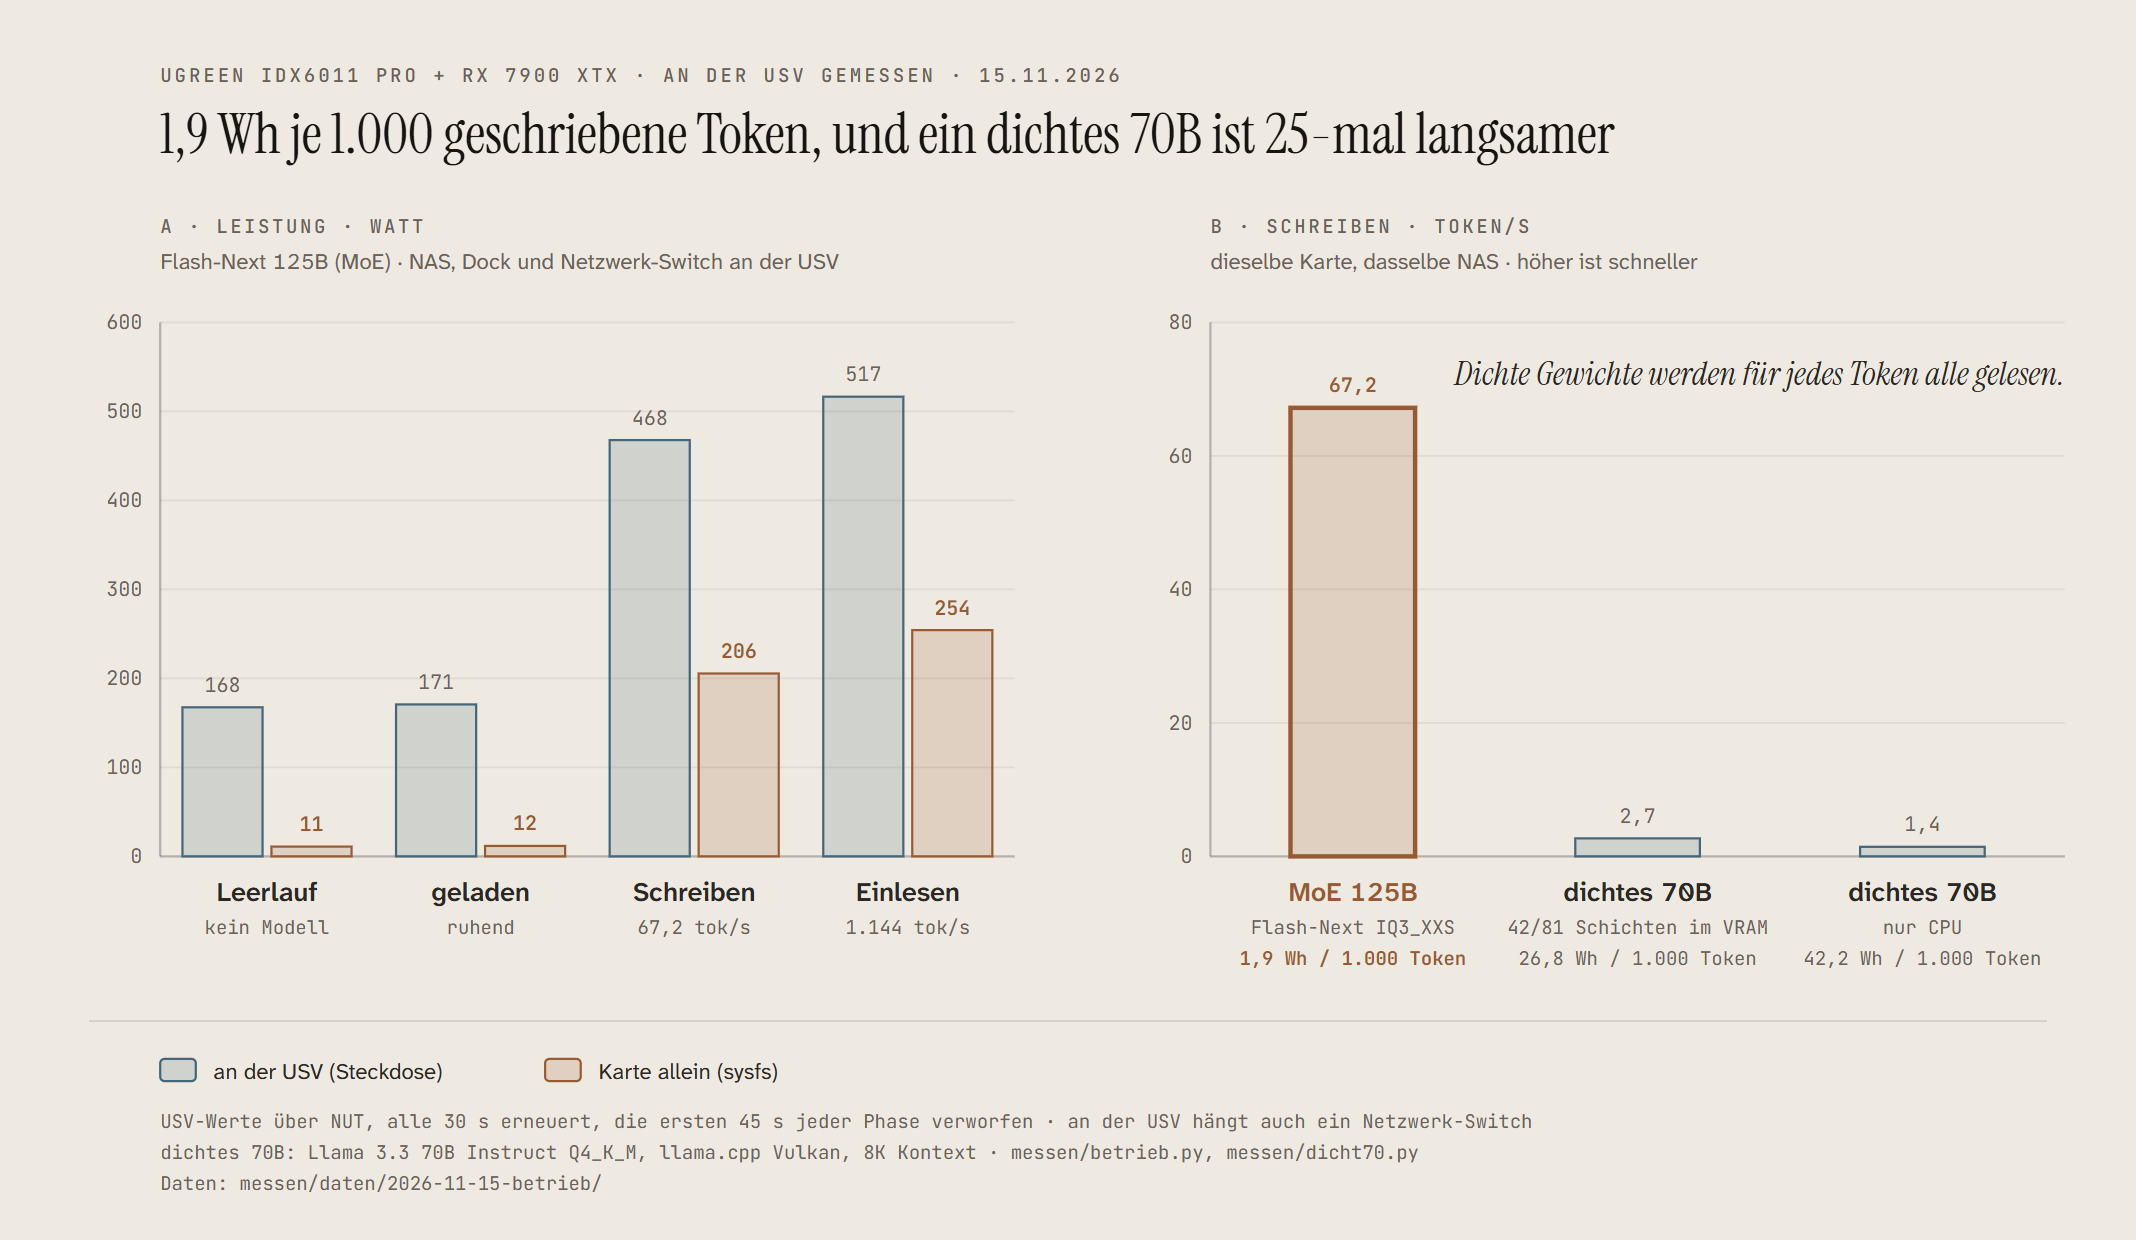 UGREEN IDX6011 PRO + RX 7900 XTX · AN DER USV GEMESSEN · 15.11.2026
1,9 Wh je 1.000 geschriebene Token, und ein dichtes 70B ist 25-mal langsamer
A · LEISTUNG · WATT
Flash-Next 125B (MoE) · NAS, Dock und Netzwerk-Switch an der USV
600
500
400
300
200
100
0
168
11
171
12
468
206
517
254
Leerlauf
kein Modell
geladen
ruhend
Schreiben
67,2 tok/s
Einlesen
1.144 tok/s
B · SCHREIBEN · TOKEN/S
dieselbe Karte, dasselbe NAS · höher ist schneller
80
60
40
20
0
Dichte Gewichte werden für jedes Token alle gelesen.
67,2
2,7
1,4
MoE 125B
Flash-Next IQ3_XXS
1,9 Wh / 1.000 Token
dichtes 70B
42/81 Schichten im VRAM
26,8 Wh / 1.000 Token
dichtes 70B
nur CPU
42,2 Wh / 1.000 Token
an der USV (Steckdose)
Karte allein (sysfs)
USV-Werte über NUT, alle 30 s erneuert, die ersten 45 s jeder Phase verworfen · an der USV hängt auch ein Netzwerk-Switch
dichtes 70B: Llama 3.3 70B Instruct Q4_K_M, llama.cpp Vulkan, 8K Kontext · messen/betrieb.py, messen/dicht70.py
Daten: messen/daten/2026-11-15-betrieb/